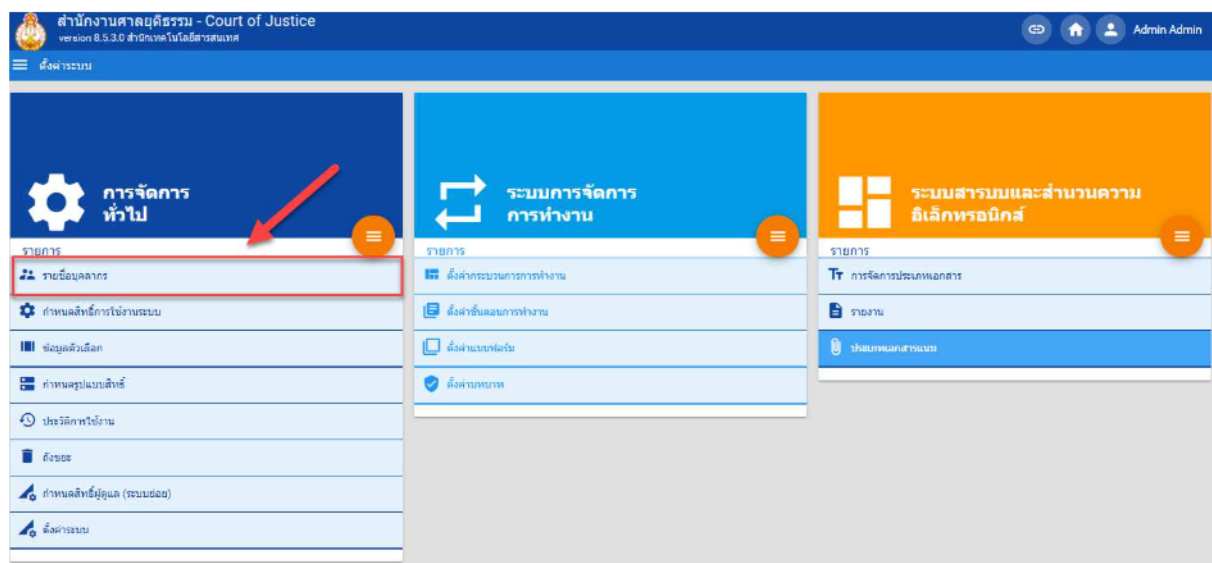 สำนักงานศาลยุติธรรม - Court of Justice
version 8.5.3.0 สำนักเทคโนโลยีสารสนเทศ
Admin Admin
ตั้งค่าระบบ
การจัดการ
ทั่วไป
รายการ
รายชื่อบุคลากร
กำหนดสิทธิ์การใช้งานระบบ
ข้อมูลตัวเลือก
กำหนดรูปแบบสิทธิ์
ประวัติการใช้งาน
ถังขยะ
กำหนดสิทธิ์ผู้ดูแล (ระบบย่อย)
ตั้งค่าระบบ
ระบบการจัดการ
การทำงาน
รายการ
ตั้งค่ากระบวนการการทำงาน
ตั้งค่าขั้นตอนการทำงาน
ตั้งค่าแบบฟอร์ม
ตั้งค่าบทบาท
ระบบสารบบและสำนวนความ
อิเล็กทรอนิกส์
รายการ
การจัดการประเภทเอกสาร
รายงาน
ประเภทเอกสารแนบ